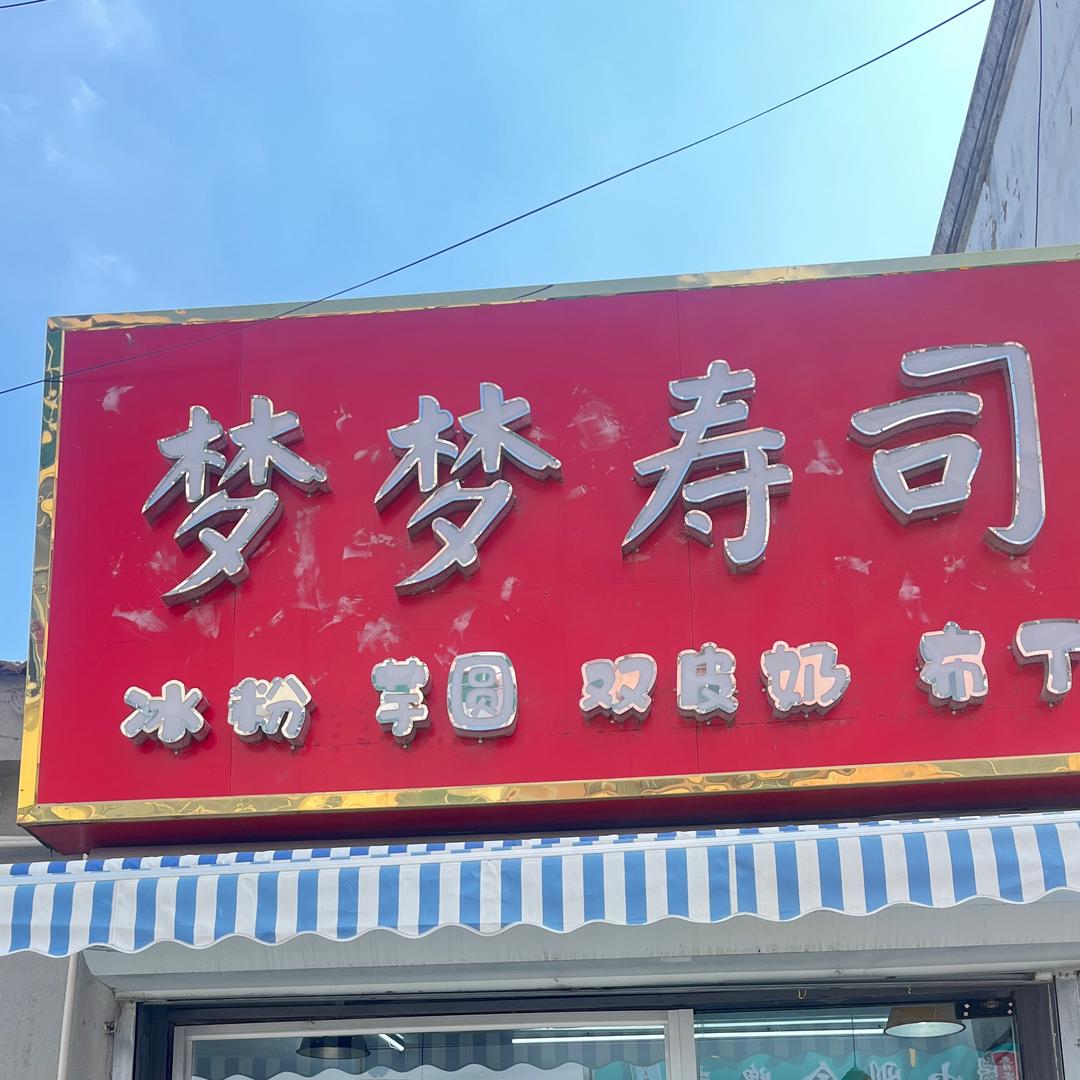 梦梦寿司
冰粉 芋圆 双皮奶 布丁